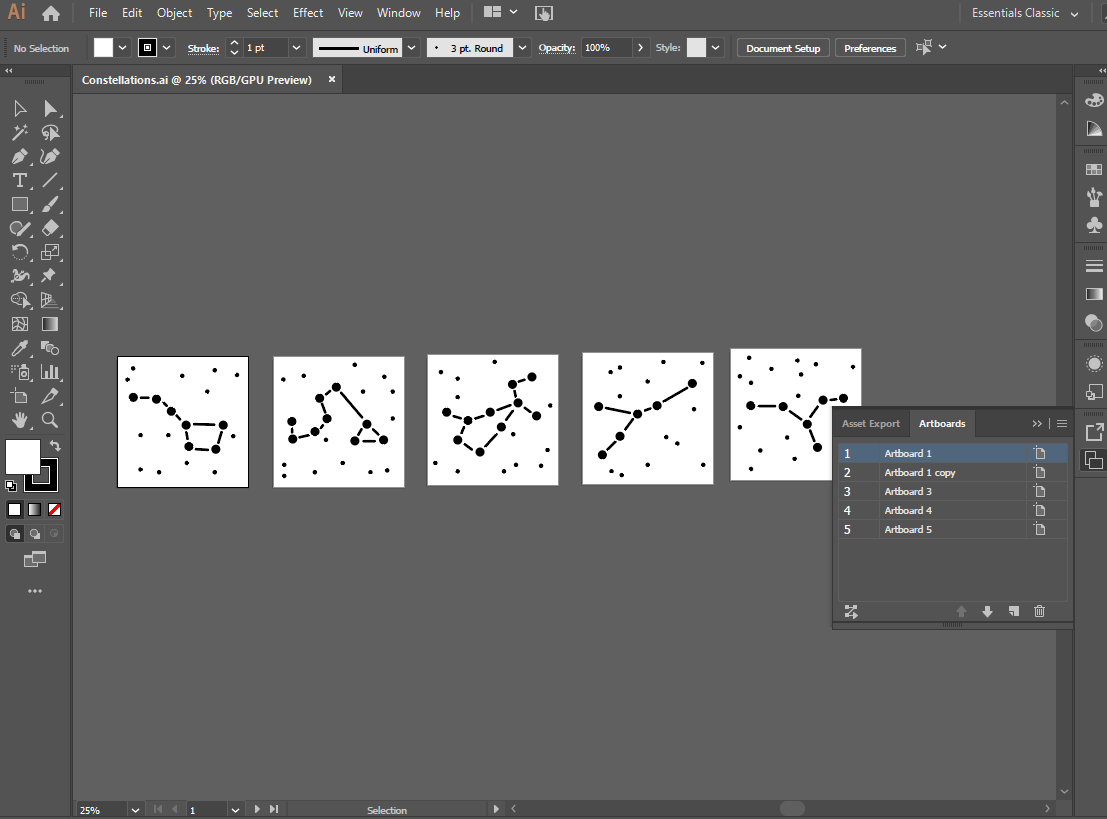 Ai File Edit Object Type Select Effect View Window Help Essentials Classic
No Selection Stroke: 1 pt Uniform 3 pt. Round Opacity: 100% Style: Document Setup Preferences
Constellations.ai @ 25% (RGB/GPU Preview) ×
Asset Export Artboards
1 Artboard 1
2 Artboard 1 copy
3 Artboard 3
4 Artboard 4
5 Artboard 5
25% 1 Selection